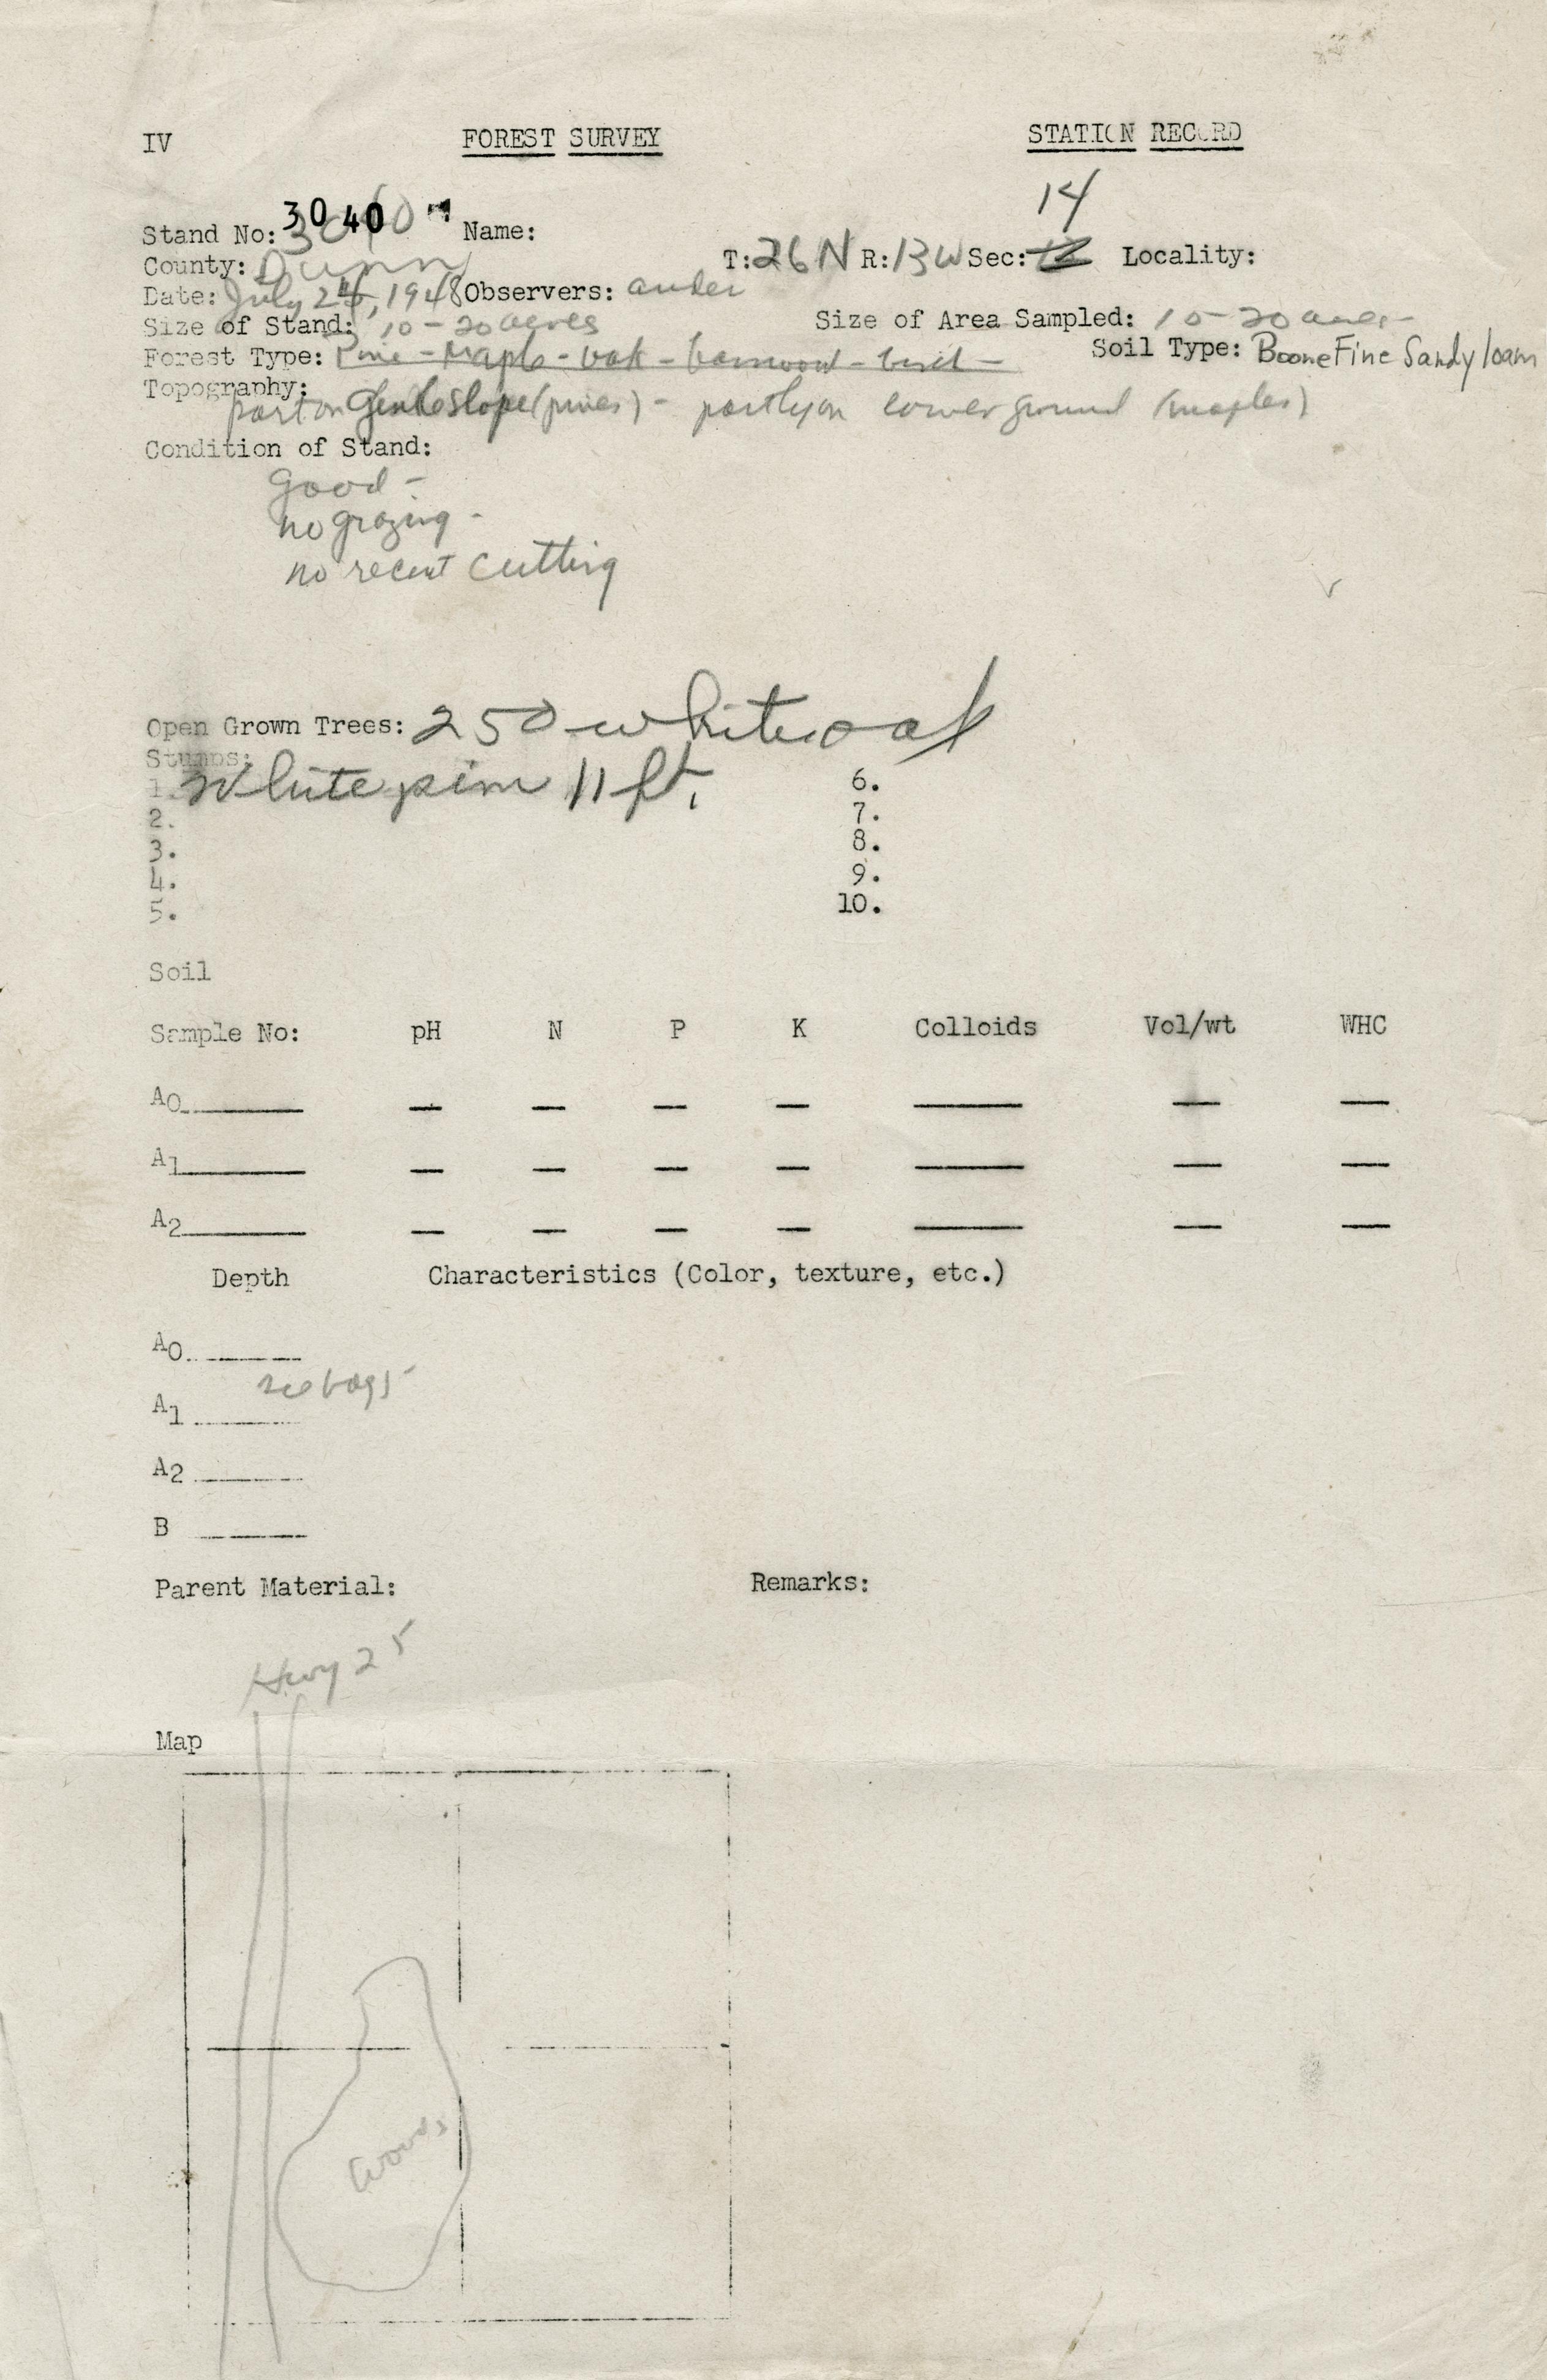 IV FOREST SURVEY STATION RECORD
14
Stand No: 3040 Name:
County: Dunn T: 26 N R: 13 W Sec: Locality:
Date: July 24, 1948 Observers:
Size of Stand: 10-20 acres Size of Area Sampled: 10-20 acres
Forest Type: Pine - Maple - oak - basswood - birch - Soil Type: Boone Fine Sandy loam
Topography:
part on Gentle Slope (pines) - partly on lower ground (maples)
Condition of Stand:
Good -
no grazing -
no recent cutting
Open Grown Trees: 250 white oak
Stumps:
1. White pine 11 ft. 6.
2. 7.
3. 8.
4. 9.
5. 10.
Soil
Sample No: pH N P K Colloids Vol/wt WHC
A0
A1
A2
Depth Characteristics (Color, texture, etc.)
A0
see bags
A1
A2
B
Parent Material: Remarks:
Hwy 25
Map
Woods